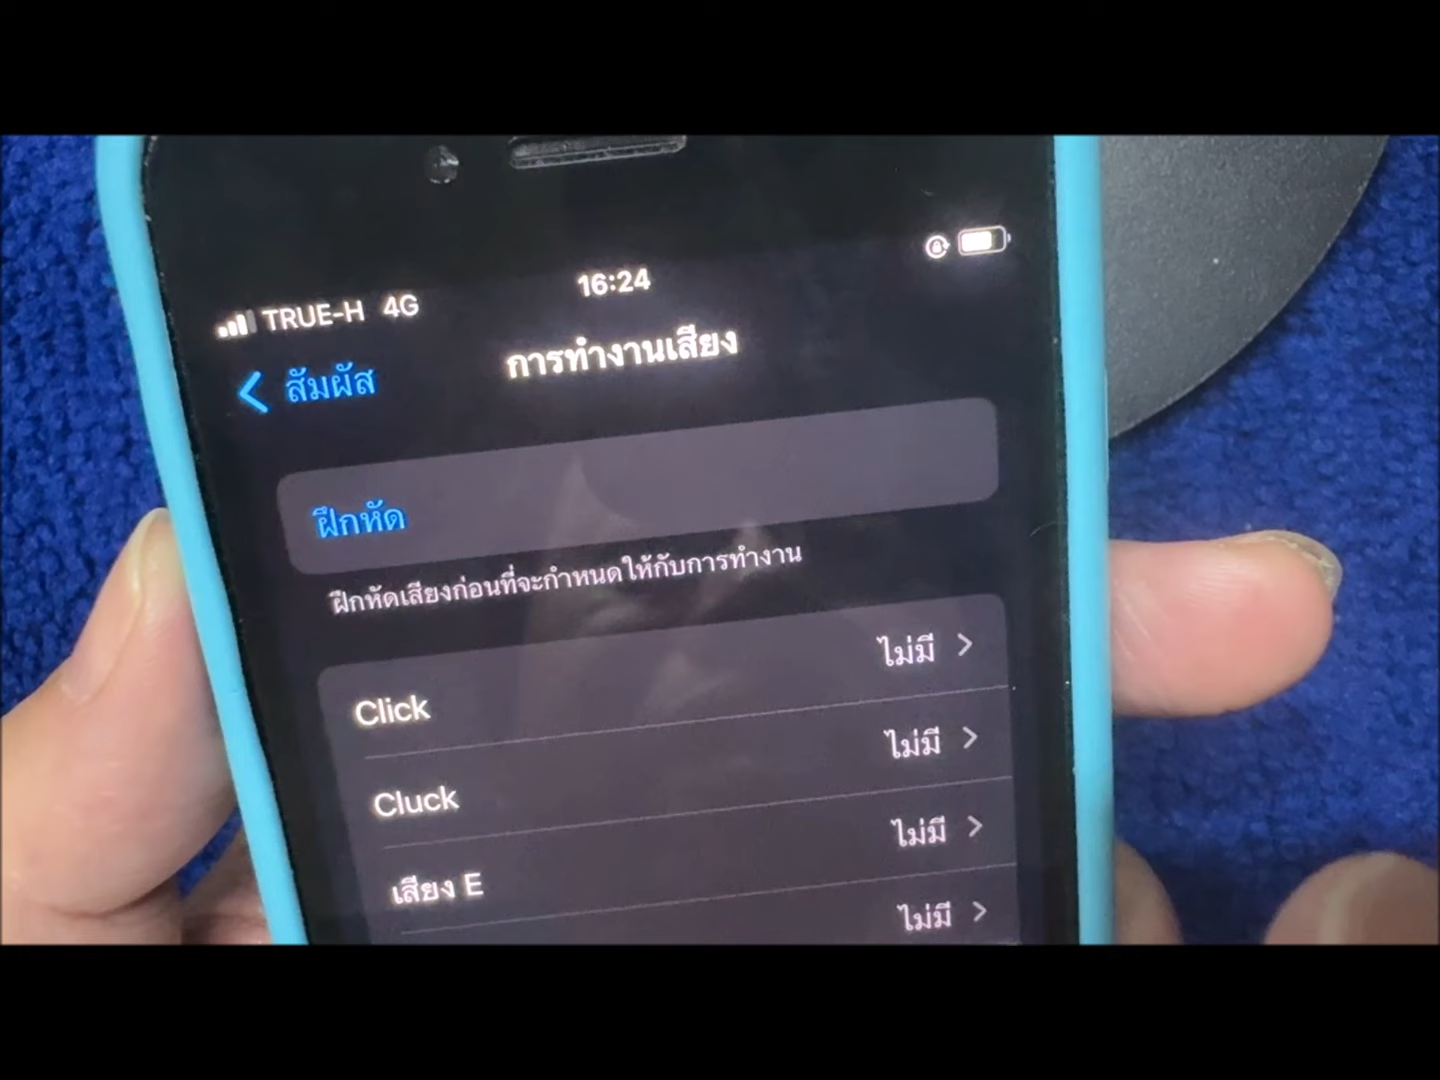 TRUE-H 4G 16:24
สัมผัส การทำงานเสียง
ฝึกหัด
ฝึกหัดเสียงก่อนที่จะกำหนดให้กับการทำงาน
Click ไม่มี
Cluck ไม่มี
เสียง E ไม่มี
ไม่มี